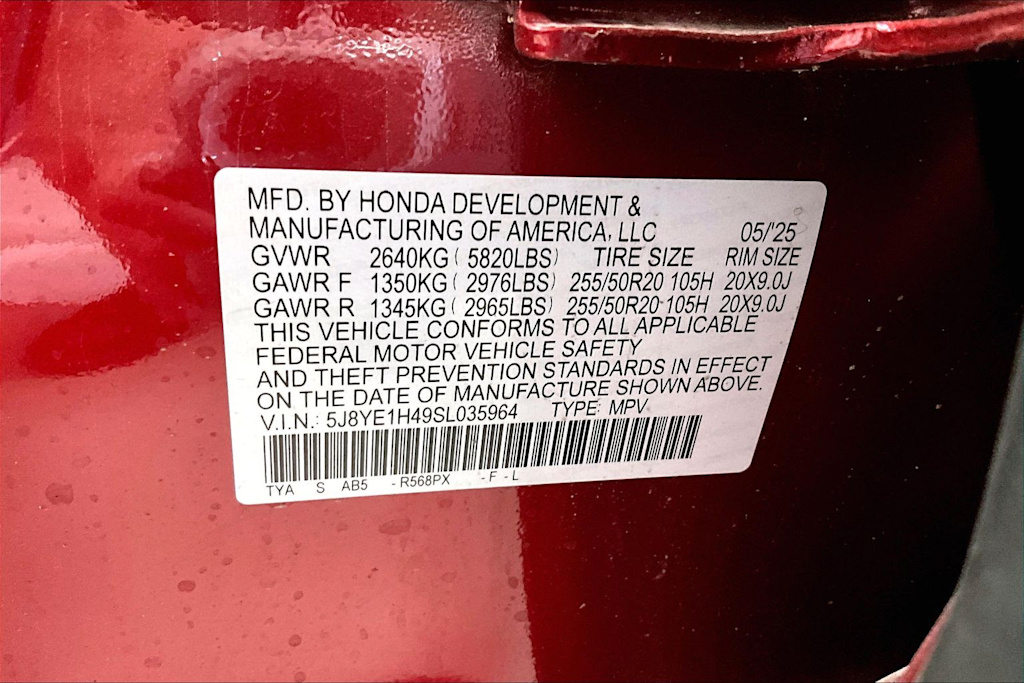 MFD. BY HONDA DEVELOPMENT &
MANUFACTURING OF AMERICA, LLC 05/'25
GVWR 2640KG ( 5820LBS) TIRE SIZE RIM SIZE
GAWR F 1350KG ( 2976LBS) 255/50R20 105H 20X9.0J
GAWR R 1345KG ( 2965LBS) 255/50R20 105H 20X9.0J
THIS VEHICLE CONFORMS TO ALL APPLICABLE
FEDERAL MOTOR VEHICLE SAFETY
AND THEFT PREVENTION STANDARDS IN EFFECT
ON THE DATE OF MANUFACTURE SHOWN ABOVE.
V.I.N.: 5J8YE1H49SL035964 TYPE: MPV
TYA S AB5 - R568PX - F - L